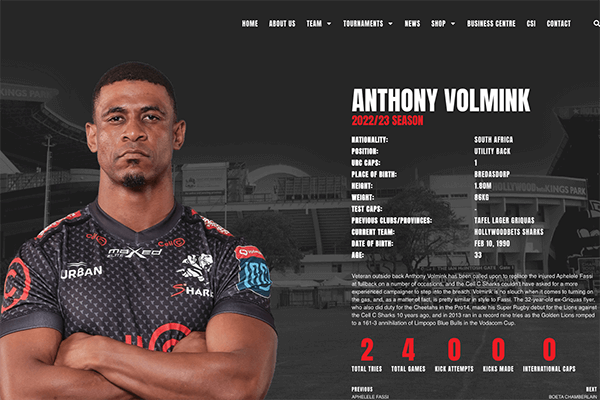 HOME ABOUT US TEAM TOURNAMENTS NEWS SHOP BUSINESS CENTRE CSI CONTACT
KINGS PARK
ANTHONY VOLMINK
2022/23 SEASON
NATIONALITY: SOUTH AFRICA
POSITION: UTILITY BACK
URC CAPS: 1
PLACE OF BIRTH: BREDASDORP
HEIGHT: 1.80M
WEIGHT: 86KG
TEST CAPS:
PREVIOUS CLUBS/PROVINCES: TAFEL LAGER GRIQUAS
CURRENT TEAM: HOLLYWOODBETS SHARKS
DATE OF BIRTH: FEB 10, 1990
AGE: 33
HOLLYWOODBETS KINGS PARK
Veteran outside back Anthony Volmink has been called upon to replace the injured Aphelele Fassi
at fullback on a number of occasions, and the Cell C Sharks couldn't have asked for a more
experienced campaigner to step into the breach. Volmink is no slouch when it comes to turning on
the gas, and, as a matter of fact, is pretty similar in style to Fassi. The 32-year-old ex-Griquas flyer,
who also did duty for the Cheetahs in the Pro14, made his Super Rugby debut for the Lions against
the Cell C Sharks 10 years ago, and in 2013 ran in a record nine tries as the Golden Lions romped
to a 161-3 annihilation of Limpopo Blue Bulls in the Vodacom Cup.
2 4 0 0 0
TOTAL TRIES TOTAL GAMES KICK ATTEMPTS KICKS MADE INTERNATIONAL CAPS
PREVIOUS NEXT
APHELELE FASSI BOETA CHAMBERLAIN
URBAN
maxed
ELITE
SHARKS